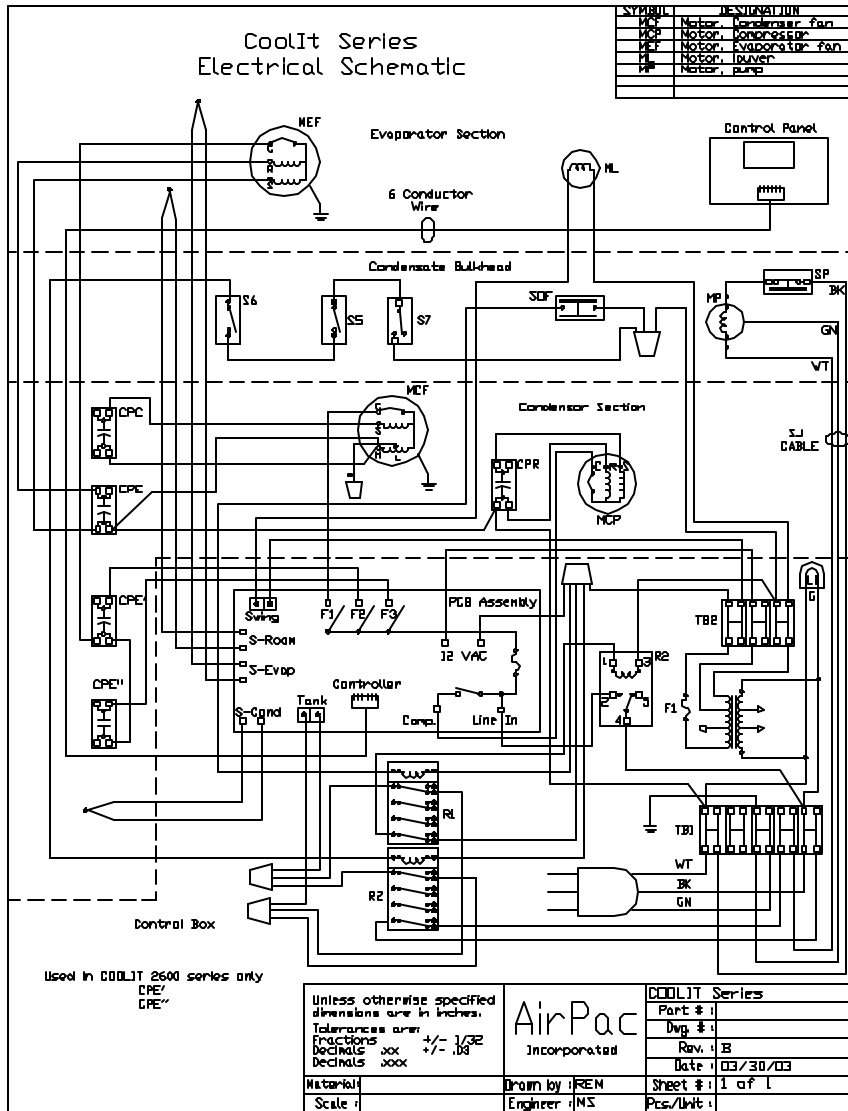 SYMBOL DESIGNATION
MCF Motor, Condenser fan
MCP Motor, Compressor
MEF Motor, Evaporator fan
ML Motor, louver
MP Motor, pump
CoolIt Series
Electrical Schematic
MEF
Evaporator Section
Control Panel
C
R
S
ML
6 Conductor
Wire
Condensate Bulkhead
S6
S5
S7
SOF
SP
BK
MP
GN
WT
MCF
CPC
Condensor Section
SJ
CABLE
CPE
CPR
C
S
MCP
CPE'
Swing
F1
F2
F3
PCB Assembly
TB2
L1
G
S-Room
12 VAC
1
3
R2
S-Evap
CPE''
Controller
2
5
F1
S-Cond
Tank
Comp.
Line In
4
R1
TB1
WT
R2
BK
GN
Control Box
Used in COOLIT 2600 series only
CPE'
CPE''
Unless otherwise specified
dimensions are in inches.
Tolerances are:
Fractions +/- 1/32
Decimals .xx +/- .03
Decimals .xxx
Material:
Scale :
AirPac
Incorporated
Drawn by : REM
Engineer : MS
COOLIT Series
Part # :
Dwg # :
Rev. : B
Date : 03/30/03
Sheet # : 1 of 1
Pcs./Unit :